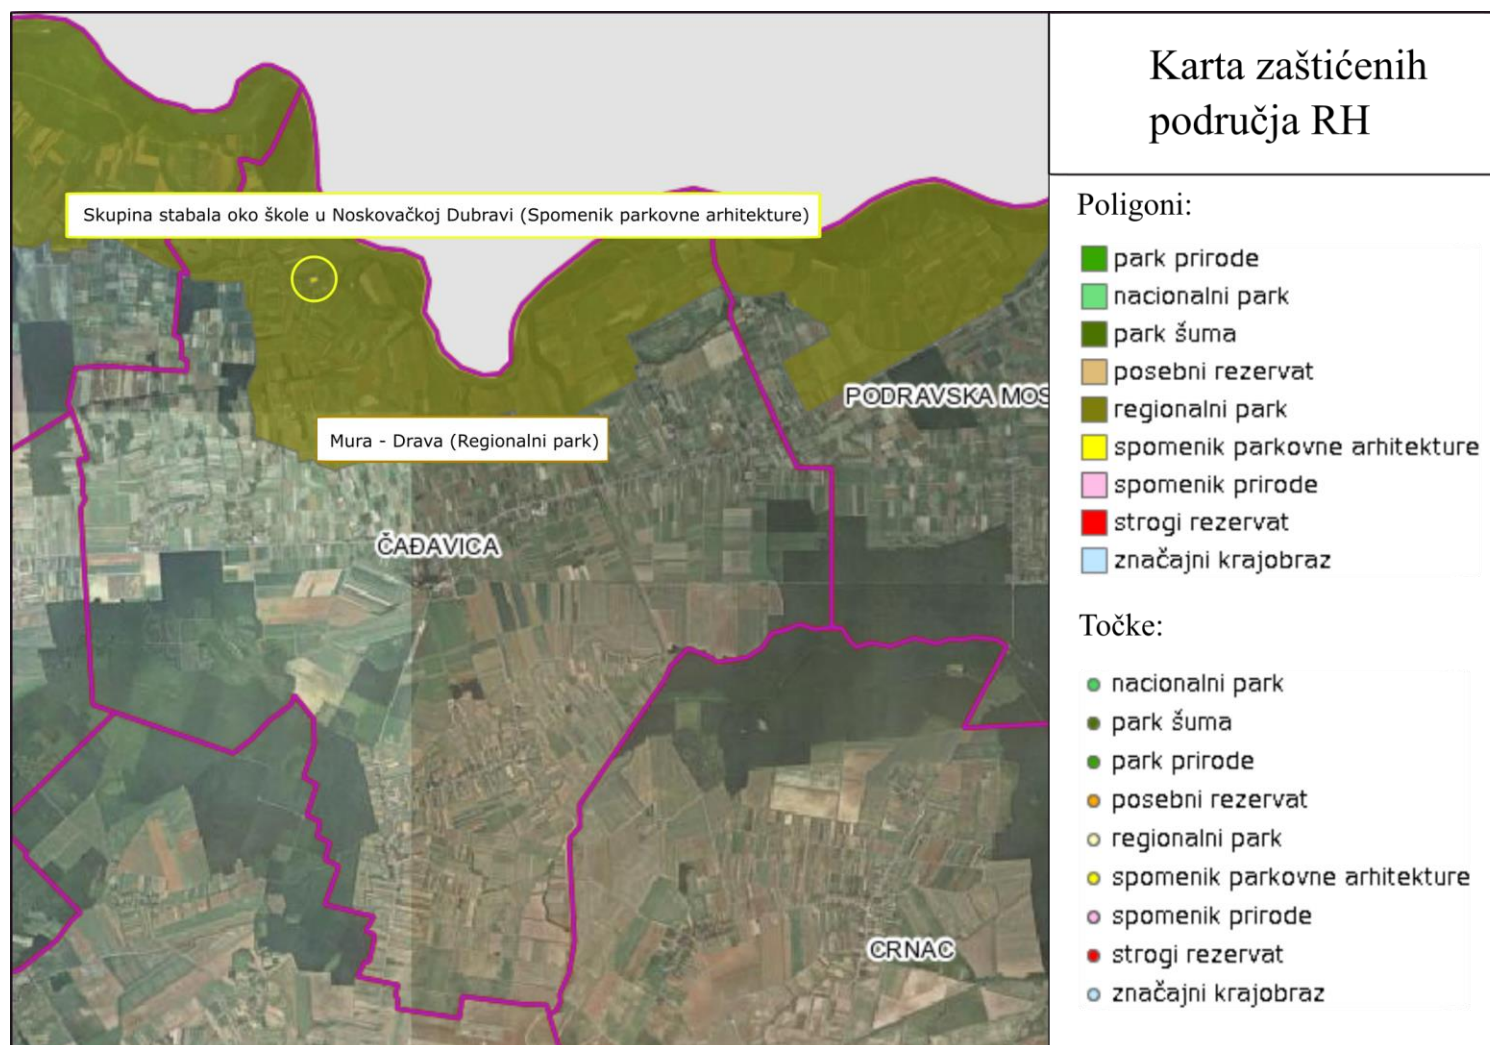 Karta zaštićenih
područja RH
Skupina stabala oko škole u Noskovačkoj Dubravi (Spomenik parkovne arhitekture)
Mura - Drava (Regionalni park)
PODRAVSKA MOS
ČAĐAVICA
CRNAC
Poligoni:
park prirode
nacionalni park
park šuma
posebni rezervat
regionalni park
spomenik parkovne arhitekture
spomenik prirode
strogi rezervat
značajni krajobraz
Točke:
nacionalni park
park šuma
park prirode
posebni rezervat
regionalni park
spomenik parkovne arhitekture
spomenik prirode
strogi rezervat
značajni krajobraz